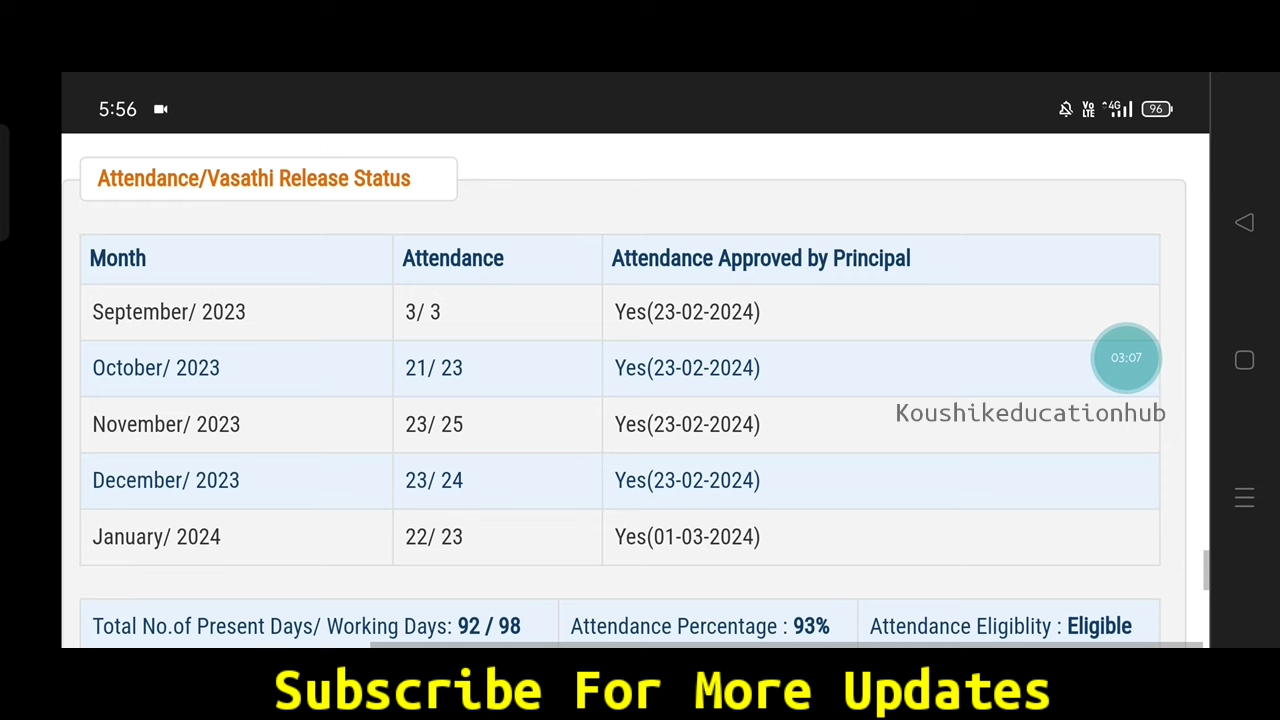 5:56
Vo LTE 4G 96
Attendance/Vasathi Release Status
Month Attendance Attendance Approved by Principal
September/ 2023 3/ 3 Yes(23-02-2024)
October/ 2023 21/ 23 Yes(23-02-2024)
03:07
Koushikeducationhub
November/ 2023 23/ 25 Yes(23-02-2024)
December/ 2023 23/ 24 Yes(23-02-2024)
January/ 2024 22/ 23 Yes(01-03-2024)
Total No.of Present Days/ Working Days: 92 / 98 Attendance Percentage : 93% Attendance Eligiblity : Eligible
Subscribe For More Updates